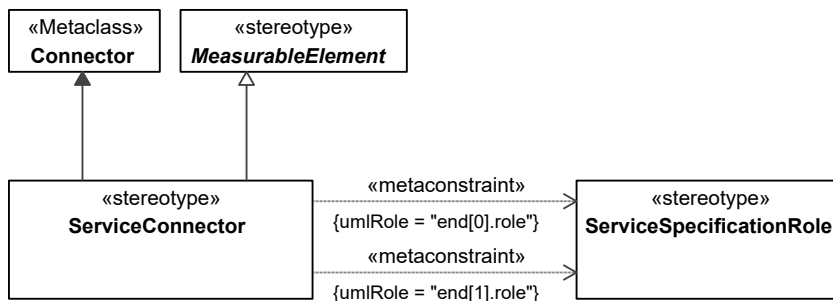 «Metaclass»
Connector
«stereotype»
MeasurableElement
«stereotype»
ServiceConnector
«metaconstraint»
{umlRole = "end[0].role"}
«metaconstraint»
{umlRole = "end[1].role"}
«stereotype»
ServiceSpecificationRole